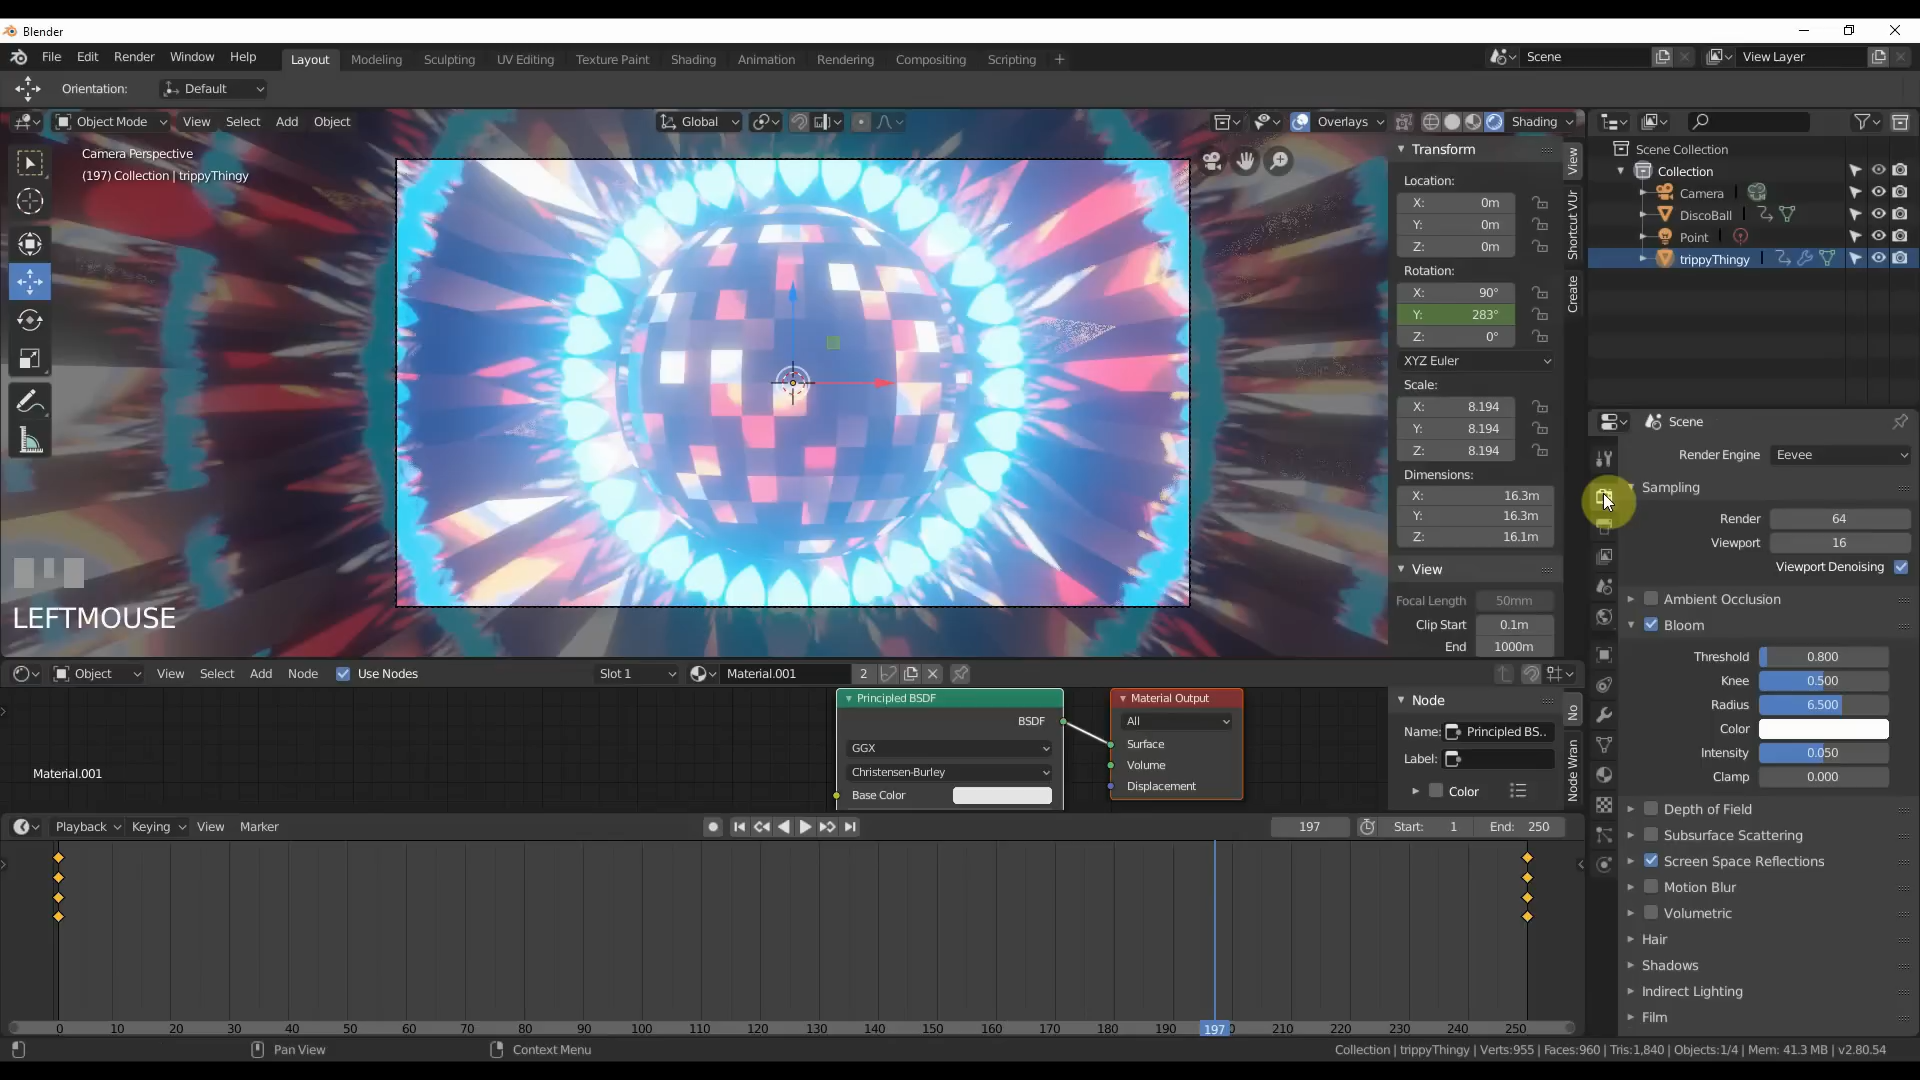 Blender
File Edit Render Window Help Layout Modeling Sculpting UV Editing Texture Paint Shading Animation Rendering Compositing Scripting + Scene View Layer
Orientation: Default
Object Mode View Select Add Object Global Overlays Shading
Camera Perspective
(197) Collection | trippyThingy
LEFTMOUSE
Transform
Location:
X: 0m
Y: 0m
Z: 0m
Rotation:
X: 90°
Y: 283°
Z: 0°
XYZ Euler
Scale:
X: 8.194
Y: 8.194
Z: 8.194
Dimensions:
X: 16.3m
Y: 16.3m
Z: 16.1m
View
Focal Length 50mm
Clip Start 0.1m
End 1000m
View
Shortcut VUr
Create
Scene Collection
Collection
Camera
DiscoBall
Point
trippyThingy
Scene
Render Engine Eevee
Sampling
Render 64
Viewport 16
Viewport Denoising
Ambient Occlusion
Bloom
Threshold 0.800
Knee 0.500
Radius 6.500
Color
Intensity 0.050
Clamp 0.000
Depth of Field
Subsurface Scattering
Screen Space Reflections
Motion Blur
Volumetric
Hair
Shadows
Indirect Lighting
Film
Object View Select Add Node Use Nodes Slot 1 Material.001 2
Principled BSDF
BSDF
GGX
Christensen-Burley
Base Color
Material Output
All
Surface
Volume
Displacement
Material.001
Node
Name: Principled BS..
Label:
Color
No
Node Wran
Playback Keying View Marker 197 Start: 1 End: 250
0 10 20 30 40 50 60 70 80 90 100 110 120 130 140 150 160 170 180 190 197 0 210 220 230 240 250
Pan View Context Menu Collection | trippyThingy | Verts:955 | Faces:960 | Tris:1,840 | Objects:1/4 | Mem: 41.3 MB | v2.80.54